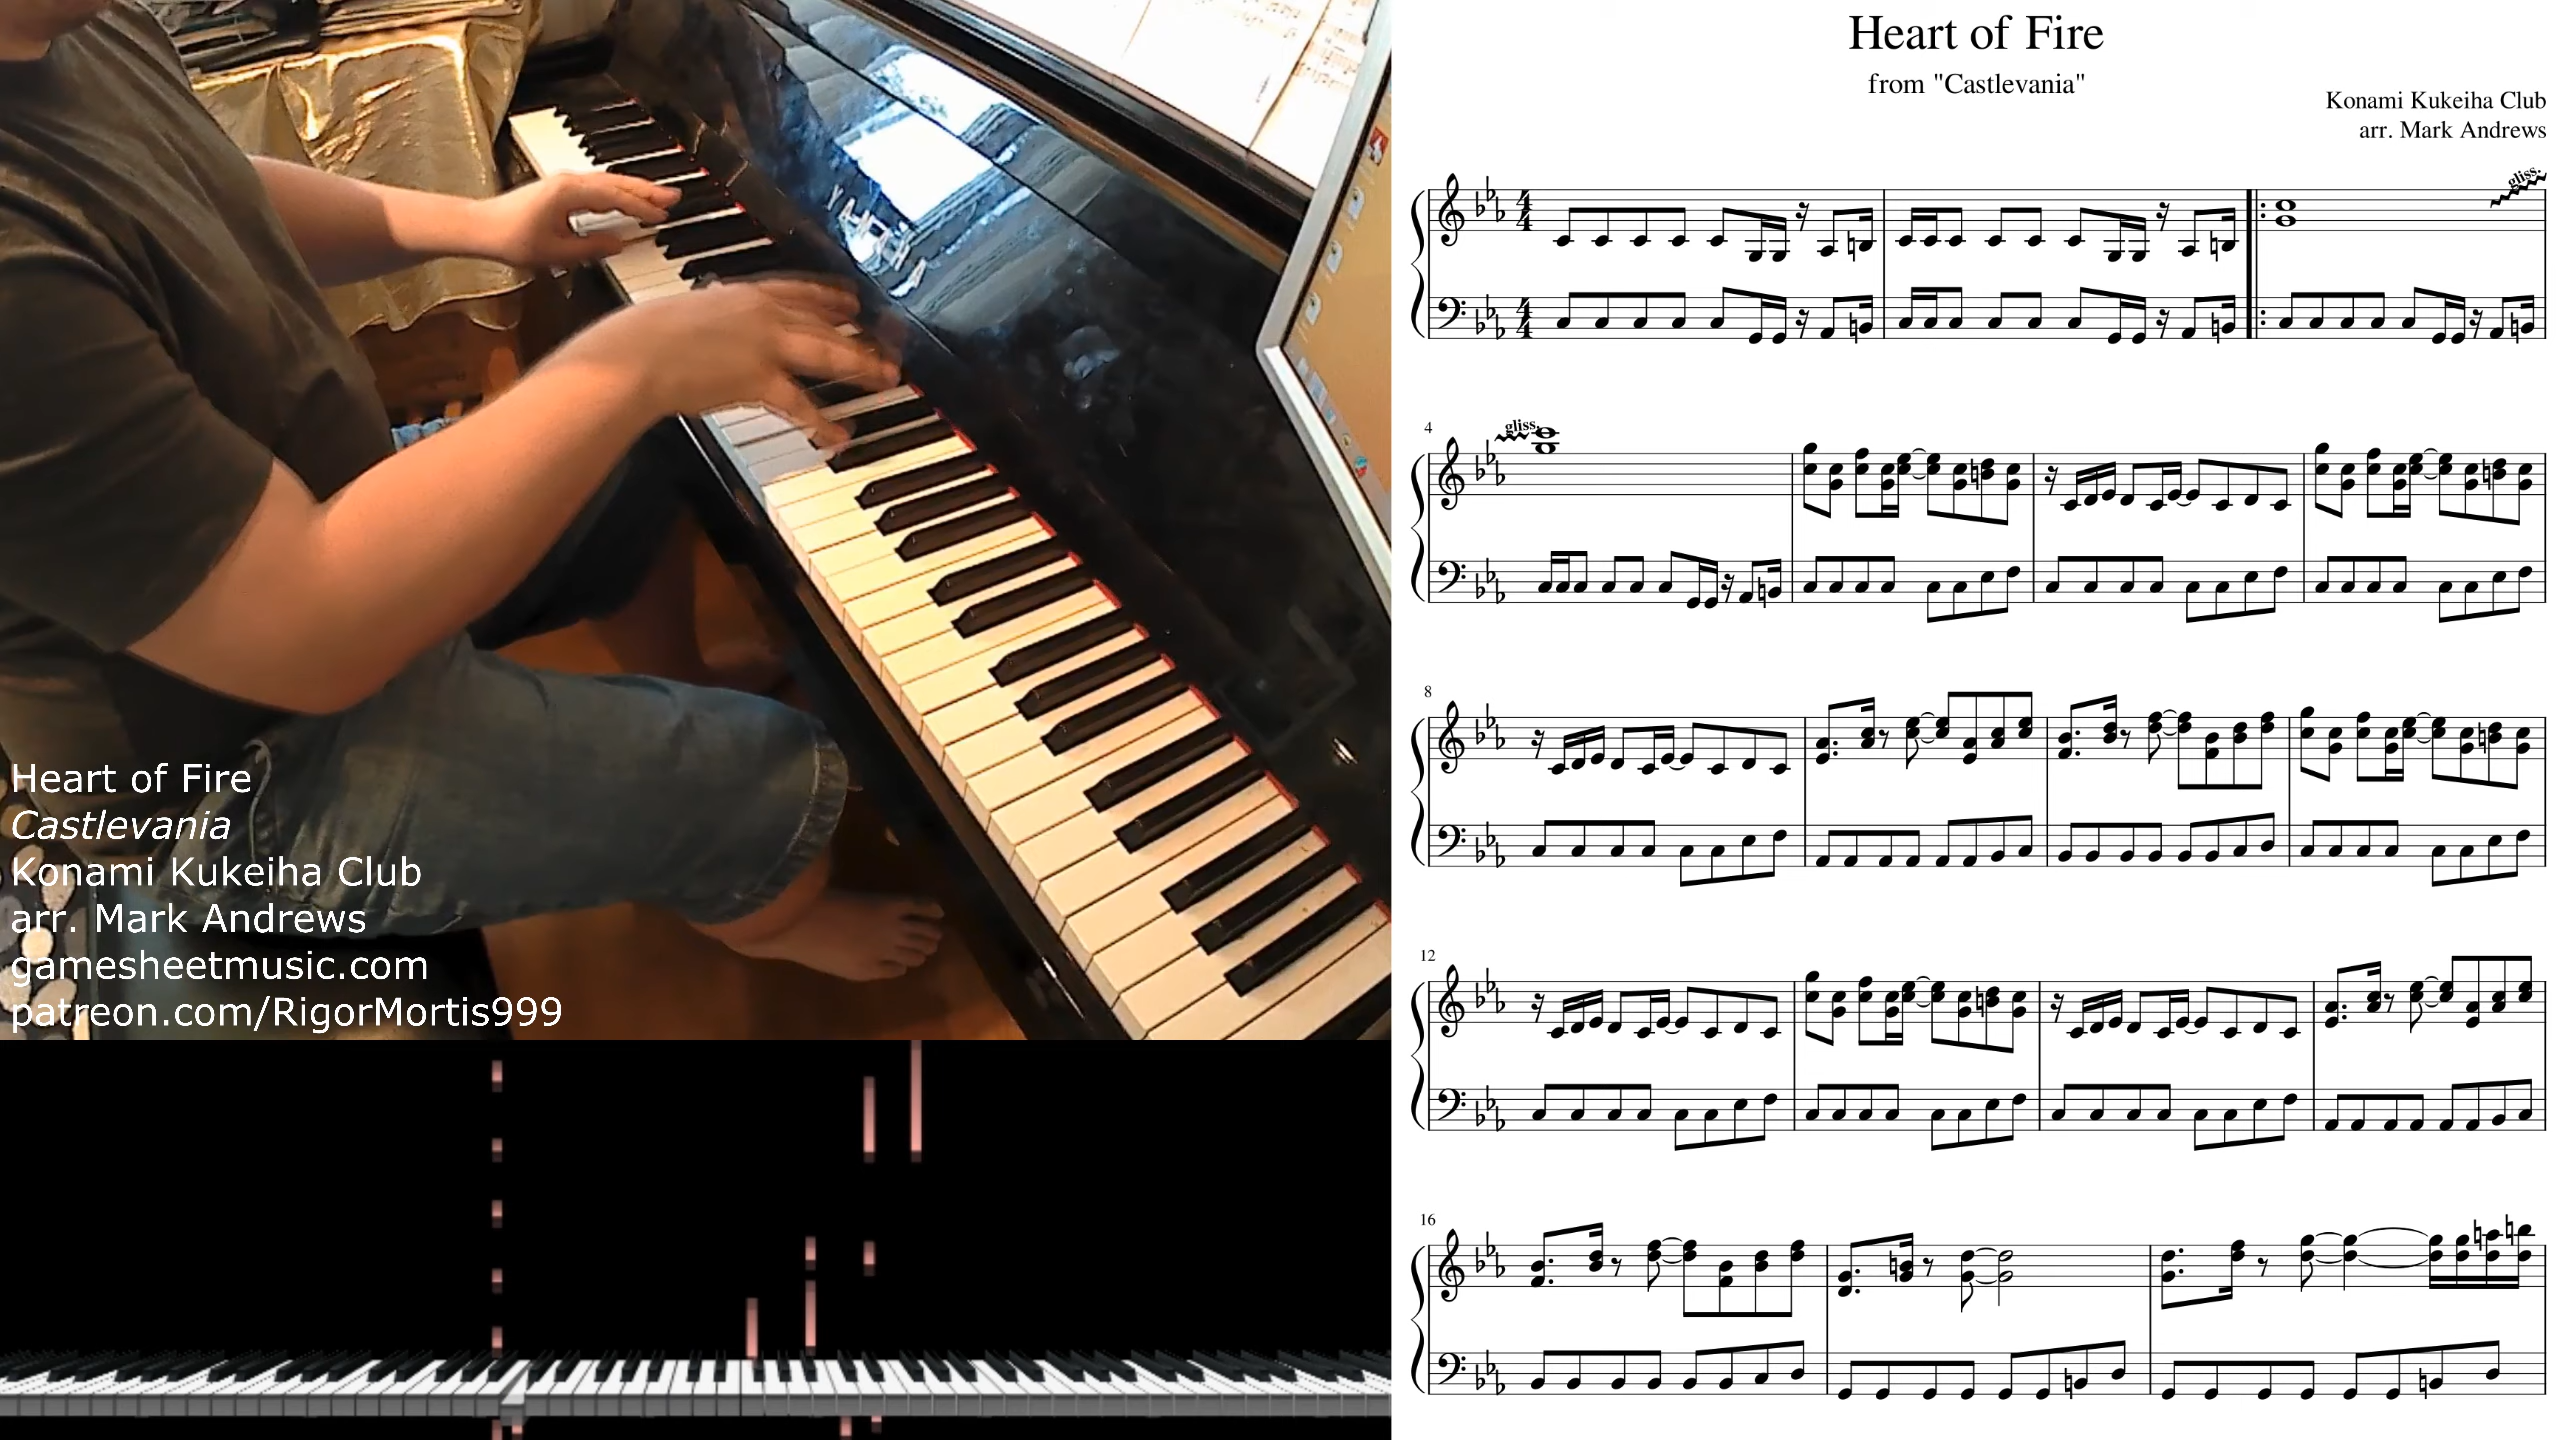 Heart of Fire
Castlevania
Konami Kukeiha Club
arr. Mark Andrews
gamesheetmusic.com
patreon.com/RigorMortis999
YAMAHA
Heart of Fire
from "Castlevania"
Konami Kukeiha Club
arr. Mark Andrews
gliss.
4
gliss.
8
12
16